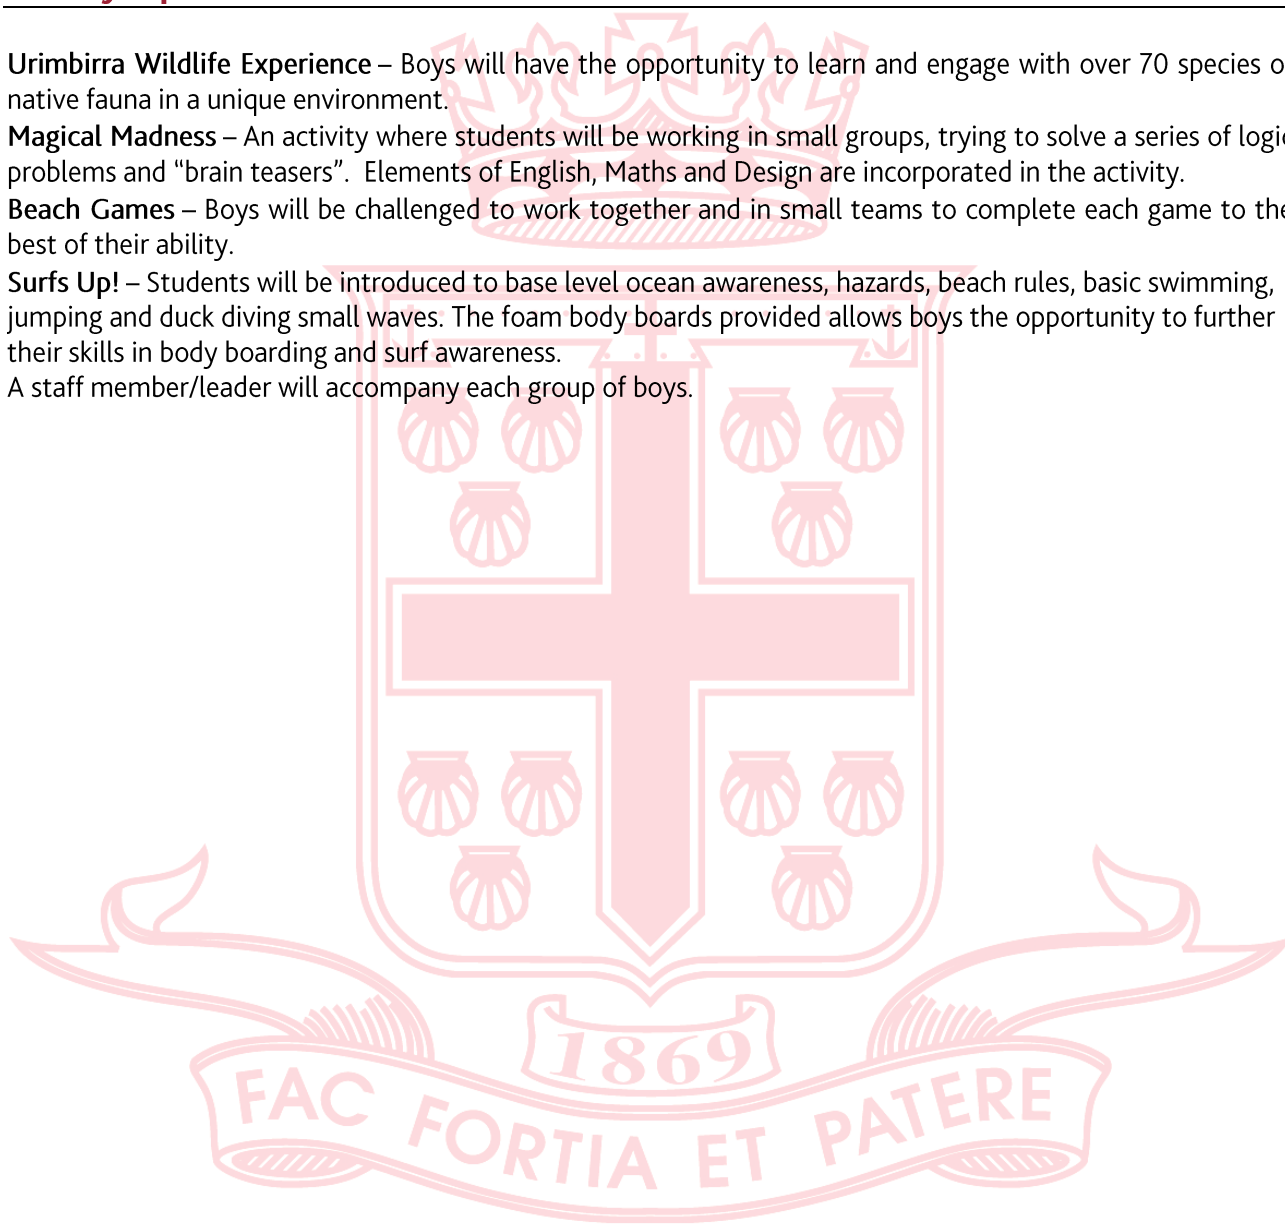 Urimbirra Wildlife Experience – Boys will have the opportunity to learn and engage with over 70 species o
native fauna in a unique environment.
Magical Madness – An activity where students will be working in small groups, trying to solve a series of logic
problems and “brain teasers”.  Elements of English, Maths and Design are incorporated in the activity.
Beach Games – Boys will be challenged to work together and in small teams to complete each game to the
best of their ability.
Surfs Up! – Students will be introduced to base level ocean awareness, hazards, beach rules, basic swimming,
jumping and duck diving small waves. The foam body boards provided allows boys the opportunity to further
their skills in body boarding and surf awareness.
A staff member/leader will accompany each group of boys.
1869
FAC FORTIA ET PATERE